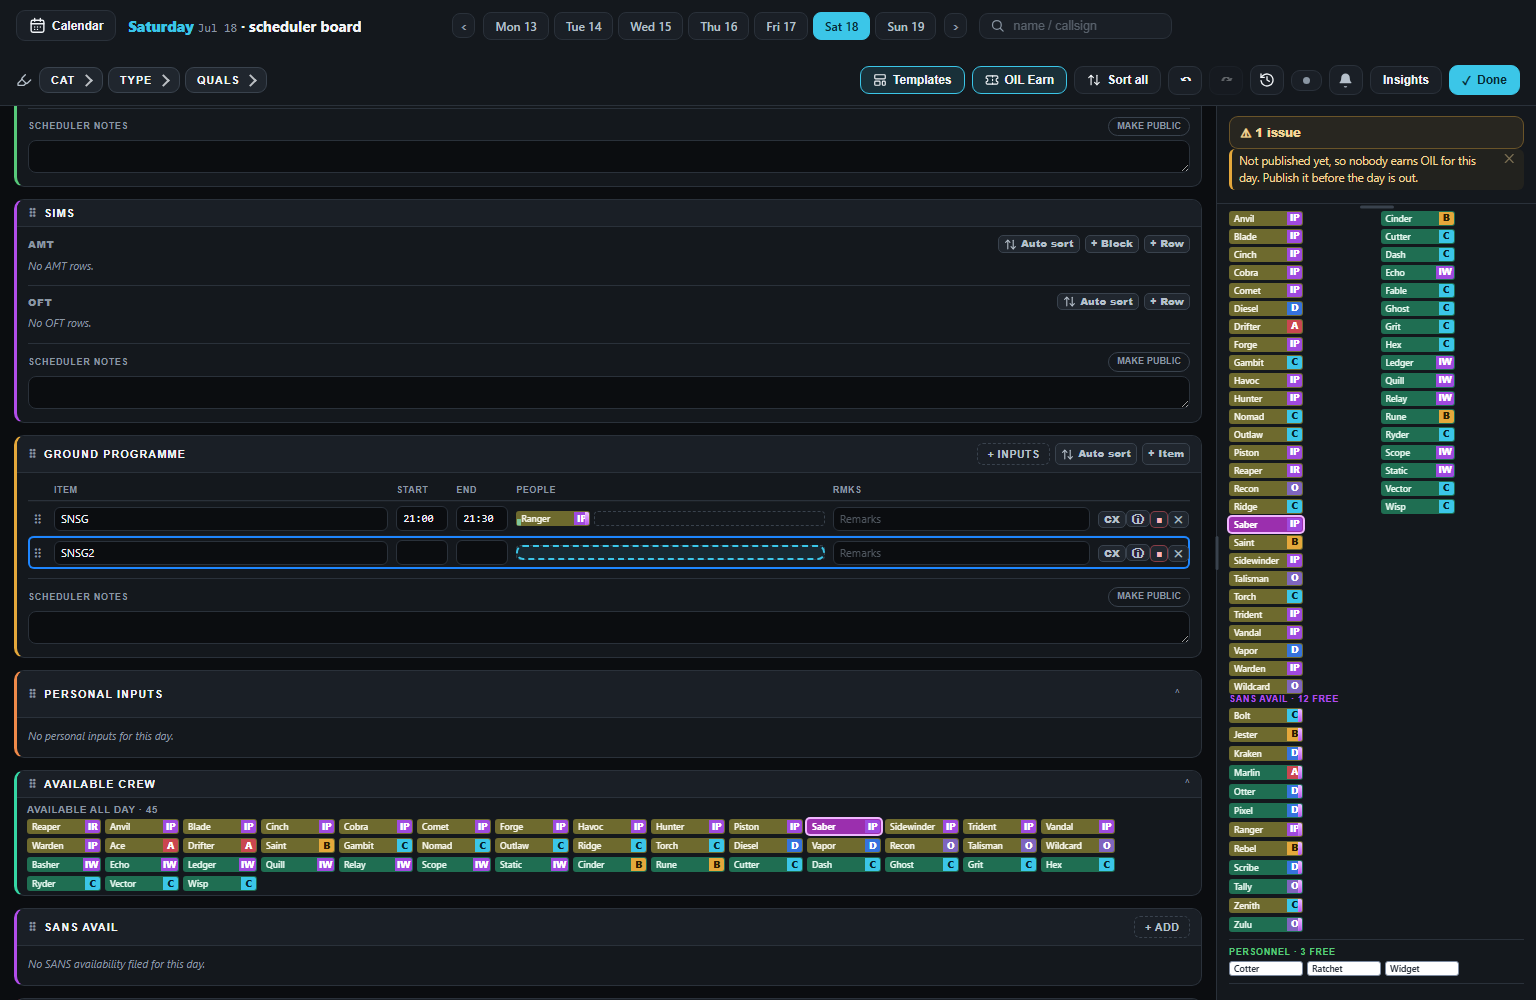 Calendar
Saturday Jul 18 · scheduler board
‹ Mon 13 Tue 14 Wed 15 Thu 16 Fri 17 Sat 18 Sun 19 ›
name / callsign
CAT TYPE QUALS
Templates OIL Earn Sort all Insights ✓ Done
SCHEDULER NOTES MAKE PUBLIC
SIMS
AMT Auto sort + Block + Row
No AMT rows.
OFT Auto sort + Row
No OFT rows.
SCHEDULER NOTES MAKE PUBLIC
GROUND PROGRAMME + INPUTS Auto sort + Item
ITEM START END PEOPLE RMKS
SNSG 21:00 21:30 Ranger IP Remarks CX
SNSG2 Remarks CX
SCHEDULER NOTES MAKE PUBLIC
PERSONAL INPUTS
No personal inputs for this day.
AVAILABLE CREW
AVAILABLE ALL DAY · 45
Reaper IR Anvil IP Blade IP Cinch IP Cobra IP Comet IP Forge IP Havoc IP Hunter IP Piston IP Saber IP Sidewinder IP Trident IP Vandal IP
Warden IP Ace A Drifter A Saint B Gambit C Nomad C Outlaw C Ridge C Torch C Diesel D Vapor D Recon O Talisman O Wildcard O
Basher IW Echo IW Ledger IW Quill IW Relay IW Scope IW Static IW Cinder B Rune B Cutter C Dash C Ghost C Grit C Hex C
Ryder C Vector C Wisp C
SANS AVAIL + ADD
No SANS availability filed for this day.
⚠ 1 issue
Not published yet, so nobody earns OIL for this
day. Publish it before the day is out.
Anvil IP Cinder B
Blade IP Cutter C
Cinch IP Dash C
Cobra IP Echo IW
Comet IP Fable C
Diesel D Ghost C
Drifter A Grit C
Forge IP Hex C
Gambit C Ledger IW
Havoc IP Quill IW
Hunter IP Relay IW
Nomad C Rune B
Outlaw C Ryder C
Piston IP Scope IW
Reaper IR Static IW
Recon O Vector C
Ridge C Wisp C
Saber IP
Saint B
Sidewinder IP
Talisman O
Torch C
Trident IP
Vandal IP
Vapor D
Warden IP
Wildcard O
SANS AVAIL · 12 FREE
Bolt C
Jester B
Kraken D
Marlin A
Otter D
Pixel D
Ranger IP
Rebel B
Scribe D
Tally O
Zenith C
Zulu O
PERSONNEL · 3 FREE
Cotter Ratchet Widget